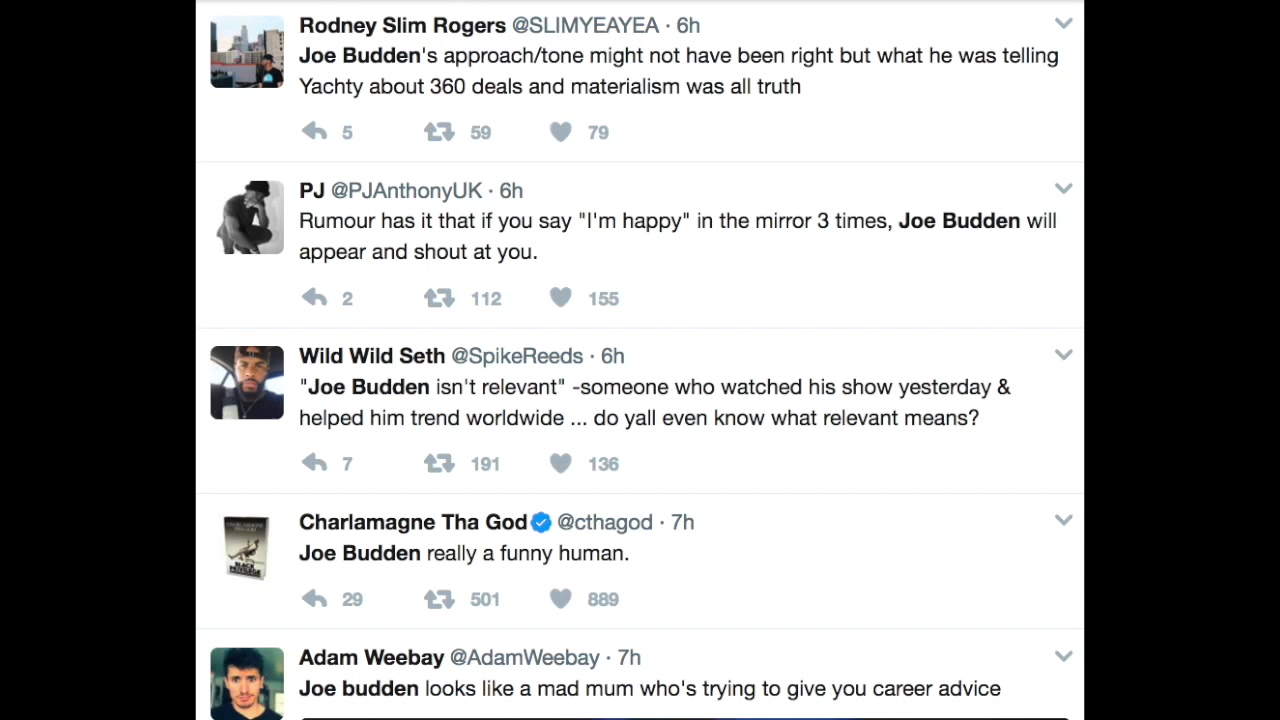 Rodney Slim Rogers @SLIMYEAYEA · 6h
Joe Budden's approach/tone might not have been right but what he was telling
Yachty about 360 deals and materialism was all truth
5 59 79
PJ @PJAnthonyUK · 6h
Rumour has it that if you say "I'm happy" in the mirror 3 times, Joe Budden will
appear and shout at you.
2 112 155
Wild Wild Seth @SpikeReeds · 6h
"Joe Budden isn't relevant" -someone who watched his show yesterday &
helped him trend worldwide ... do yall even know what relevant means?
7 191 136
Charlamagne Tha God @cthagod · 7h
Joe Budden really a funny human.
BLACK
PRIVILEGE
29 501 889
Adam Weebay @AdamWeebay · 7h
Joe budden looks like a mad mum who's trying to give you career advice